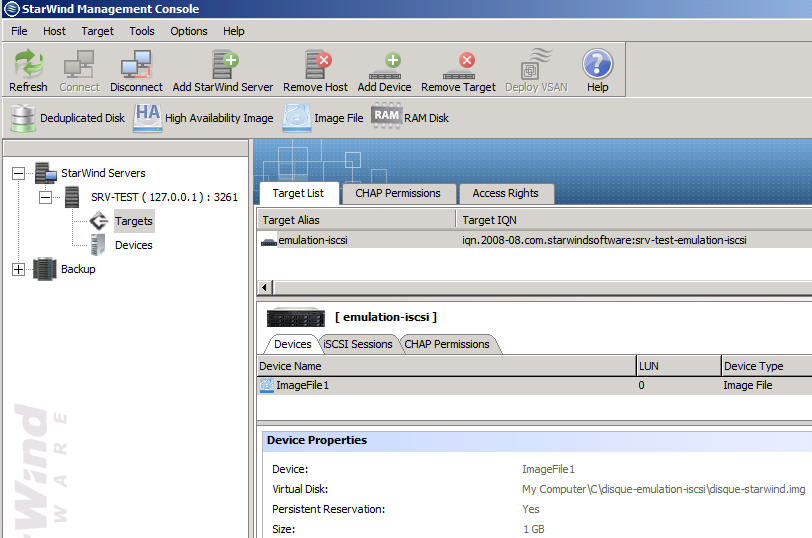 StarWind Management Console
File Host Target Tools Options Help
Refresh Connect Disconnect Add StarWind Server Remove Host Add Device Remove Target Deploy VSAN Help
Deduplicated Disk HA High Availability Image Image File RAM RAM Disk
StarWind Servers
SRV-TEST ( 127.0.0.1 ) : 3261
Targets
Devices
Backup
Wind
WARE
Target List CHAP Permissions Access Rights
Target Alias Target IQN
emulation-iscsi iqn.2008-08.com.starwindsoftware:srv-test-emulation-iscsi
[ emulation-iscsi ]
Devices iSCSI Sessions CHAP Permissions
Device Name LUN Device Type
ImageFile1 0 Image File
Device Properties
Device: ImageFile1
Virtual Disk: My Computer\C\disque-emulation-iscsi\disque-starwind.img
Persistent Reservation: Yes
Size: 1 GB